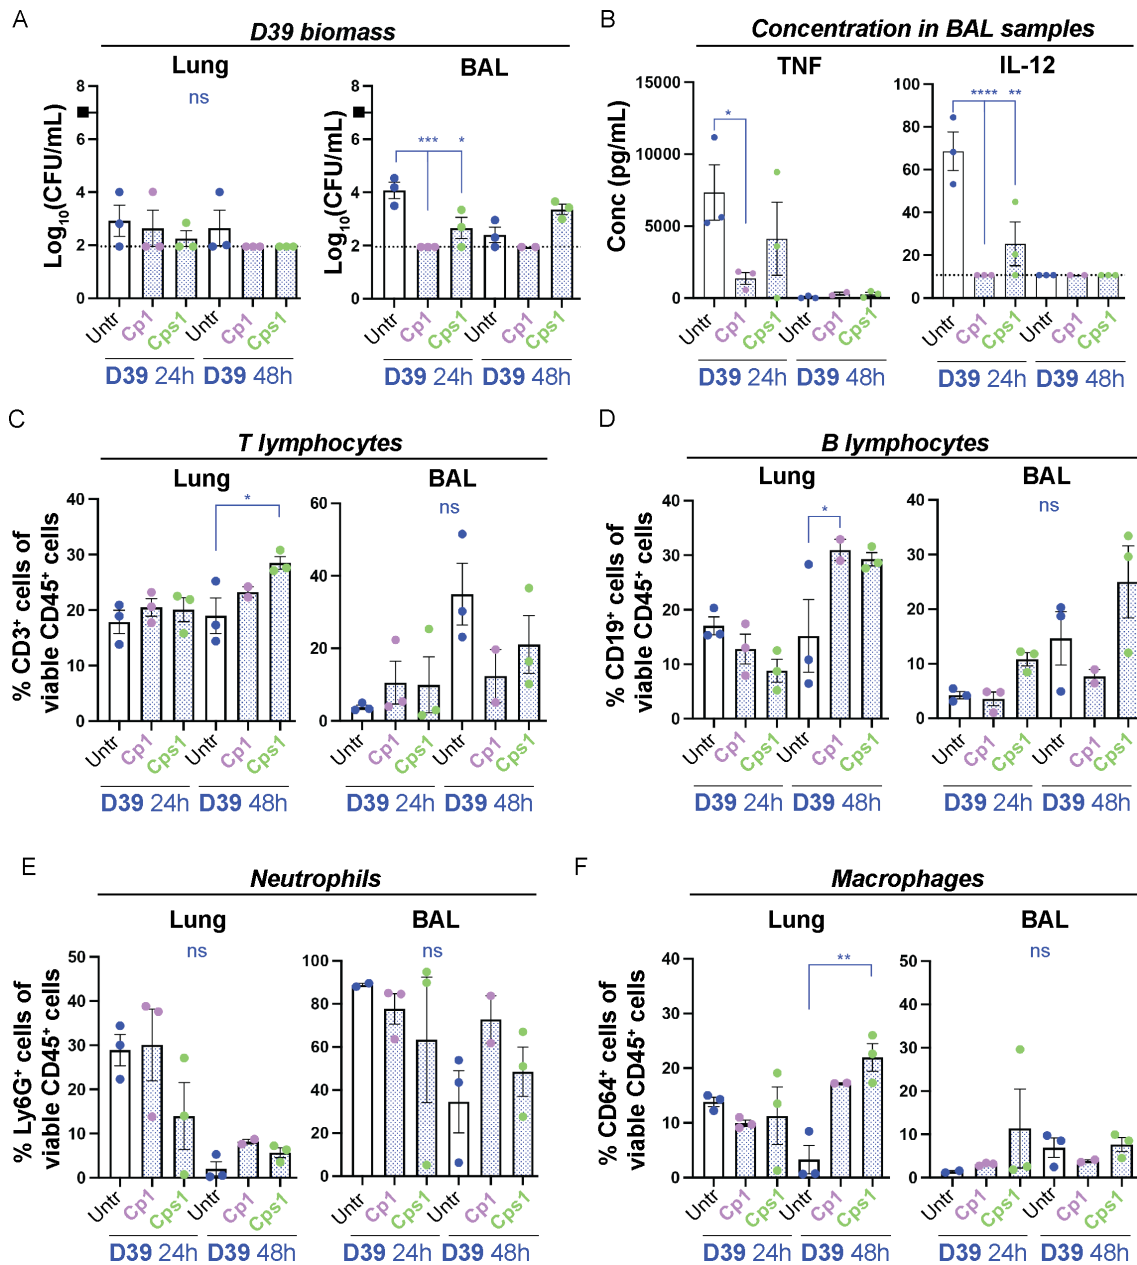 A
D39 biomass
Lung
BAL
Log10(CFU/mL)
8
6
4
2
0
ns
Untr
Cp1
Cps1
Untr
Cp1
Cps1
D39 24h
D39 48h
Log10(CFU/mL)
8
6
4
2
0
***
*
Untr
Cp1
Cps1
Untr
Cp1
Cps1
D39 24h
D39 48h
B
Concentration in BAL samples
TNF
IL-12
Conc (pg/mL)
15000
10000
5000
0
*
Untr
Cp1
Cps1
Untr
Cp1
Cps1
D39 24h
D39 48h
100
80
60
40
20
0
****
**
Untr
Cp1
Cps1
Untr
Cp1
Cps1
D39 24h
D39 48h
C
T lymphocytes
Lung
BAL
% CD3+ cells of
viable CD45+ cells
40
30
20
10
0
*
Untr
Cp1
Cps1
Untr
Cp1
Cps1
D39 24h
D39 48h
60
40
20
0
ns
Untr
Cp1
Cps1
Untr
Cp1
Cps1
D39 24h
D39 48h
D
B lymphocytes
Lung
BAL
% CD19+ cells of
viable CD45+ cells
40
30
20
10
0
*
Untr
Cp1
Cps1
Untr
Cp1
Cps1
D39 24h
D39 48h
40
30
20
10
0
ns
Untr
Cp1
Cps1
Untr
Cp1
Cps1
D39 24h
D39 48h
E
Neutrophils
Lung
BAL
% Ly6G+ cells of
viable CD45+ cells
50
40
30
20
10
0
ns
Untr
Cp1
Cps1
Untr
Cp1
Cps1
D39 24h
D39 48h
100
80
60
40
20
0
ns
Untr
Cp1
Cps1
Untr
Cp1
Cps1
D39 24h
D39 48h
F
Macrophages
Lung
BAL
% CD64+ cells of
viable CD45+ cells
40
30
20
10
0
**
Untr
Cp1
Cps1
Untr
Cp1
Cps1
D39 24h
D39 48h
50
40
30
20
10
0
ns
Untr
Cp1
Cps1
Untr
Cp1
Cps1
D39 24h
D39 48h